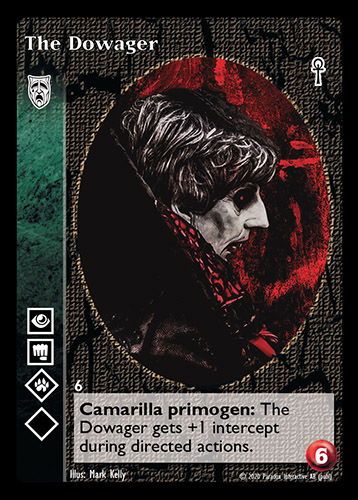 The Dowager
6
Camarilla primogen: The
Dowager gets +1 intercept
during directed actions.
6
Illus: Mark Kelly
© 2020 Paradox Interactive AB (publ)